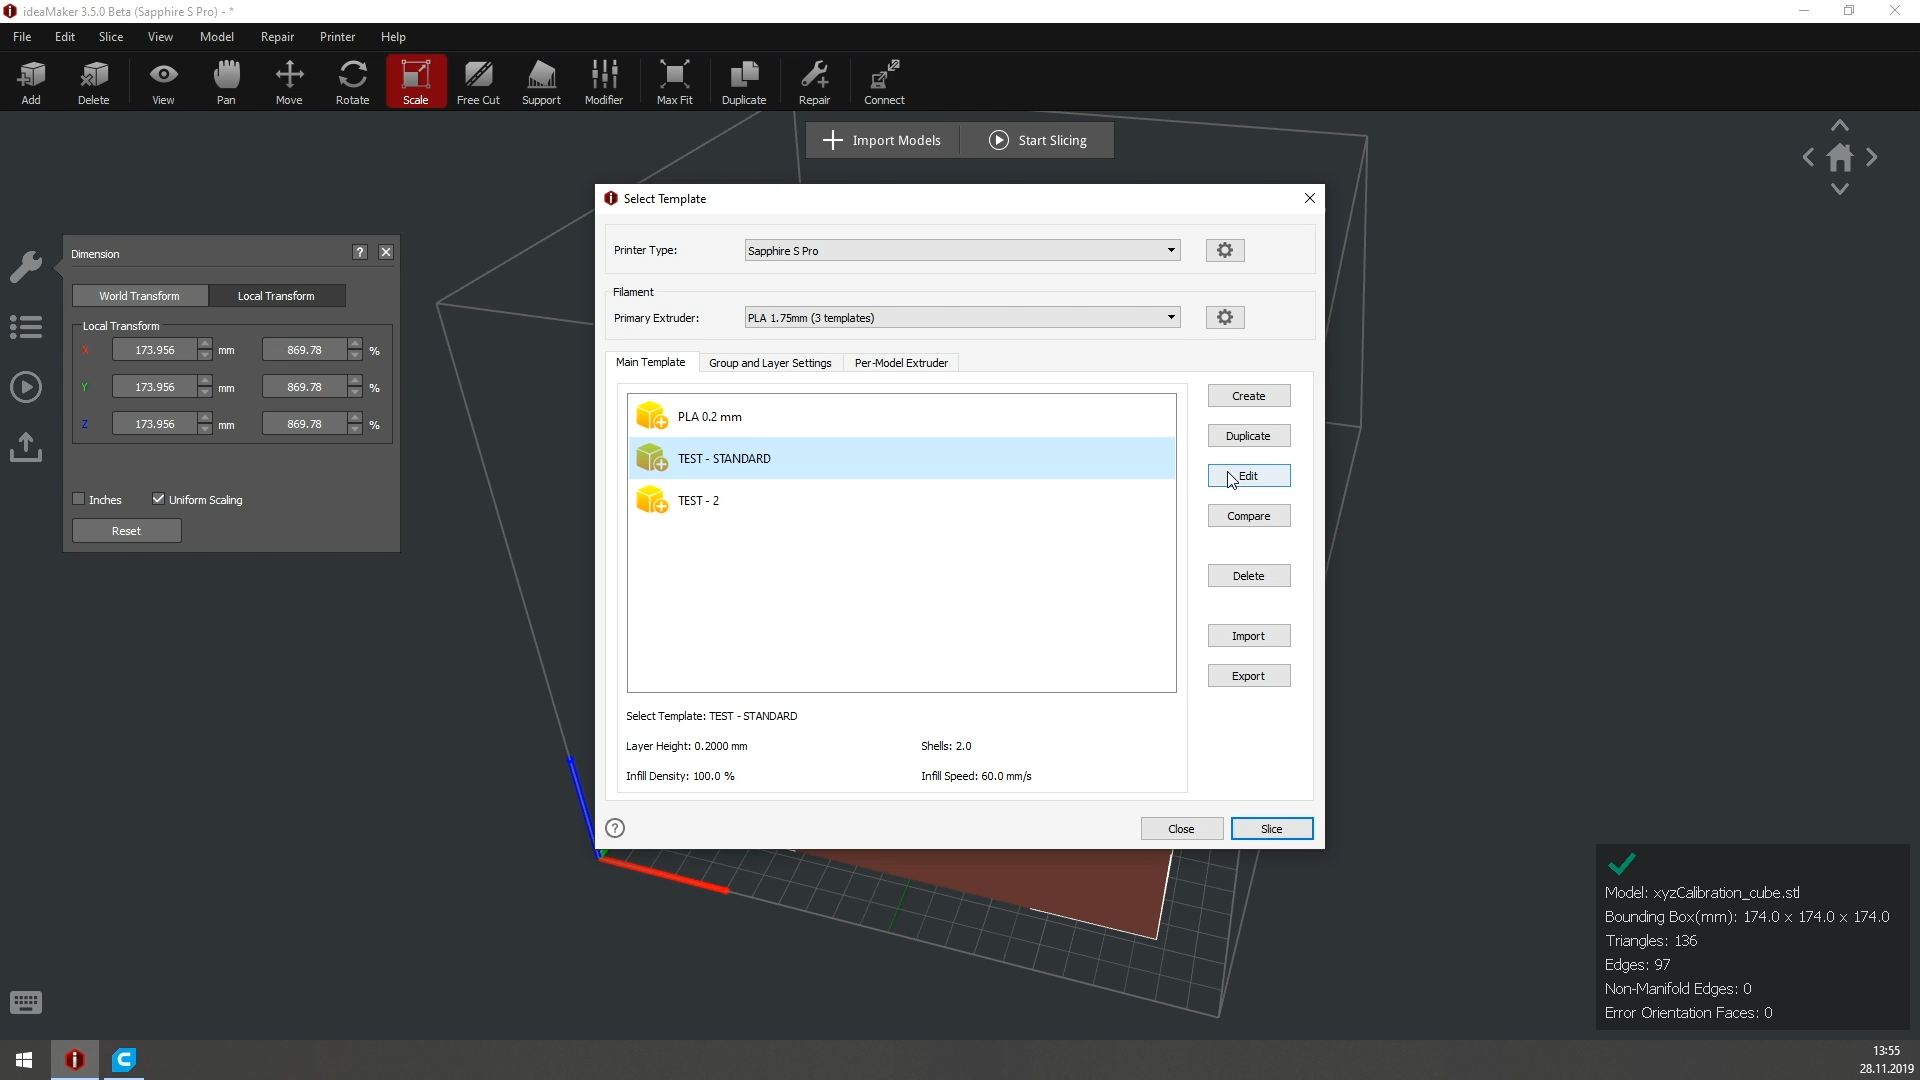 ideaMaker 3.5.0 Beta (Sapphire S Pro) - *
File Edit Slice View Model Repair Printer Help
Add Delete View Pan Move Rotate Scale Free Cut Support Modifier Max Fit Duplicate Repair Connect
Import Models Start Slicing
Select Template
Printer Type: Sapphire S Pro
Filament
Primary Extruder: PLA 1.75mm (3 templates)
Main Template Group and Layer Settings Per-Model Extruder
PLA 0.2 mm
TEST - STANDARD
TEST - 2
Create
Duplicate
Edit
Compare
Delete
Import
Export
Select Template: TEST - STANDARD
Layer Height: 0.2000 mm Shells: 2.0
Infill Density: 100.0 % Infill Speed: 60.0 mm/s
? Close Slice
Dimension ?
World Transform Local Transform
Local Transform
X 173.956 mm 869.78 %
Y 173.956 mm 869.78 %
Z 173.956 mm 869.78 %
Inches Uniform Scaling
Reset
Model: xyzCalibration_cube.stl
Bounding Box(mm): 174.0 x 174.0 x 174.0
Triangles: 136
Edges: 97
Non-Manifold Edges: 0
Error Orientation Faces: 0
13:55
28.11.2019